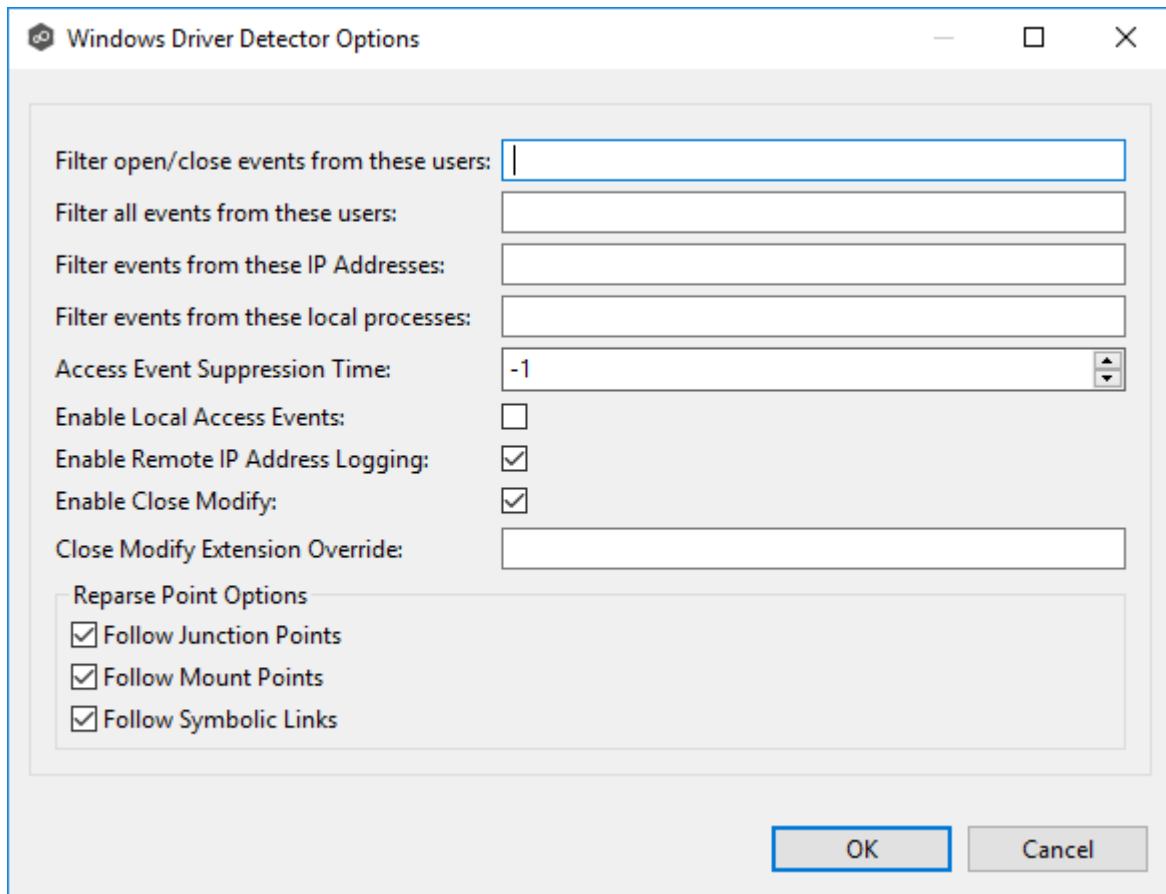 Windows Driver Detector Options
Filter open/close events from these users:
Filter all events from these users:
Filter events from these IP Addresses:
Filter events from these local processes:
Access Event Suppression Time: -1
Enable Local Access Events:
Enable Remote IP Address Logging:
Enable Close Modify:
Close Modify Extension Override:
Reparse Point Options
Follow Junction Points
Follow Mount Points
Follow Symbolic Links
OK Cancel